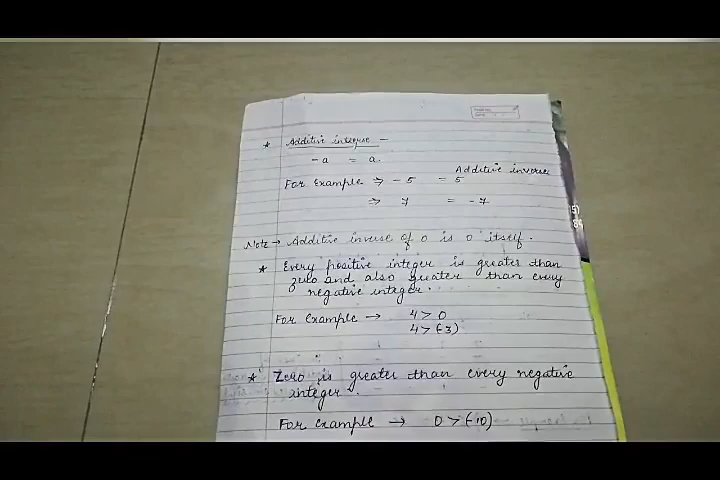 * Additive integse -
-a = a.
Additive inverse
For Example ⇒ -5 = 5
⇒ 7 = -7
Note → Additive inverse of 0 is 0 itself.
* Every positive integer is greater than
zero and also greater than every
negative integer.
For Example → 4 > 0
4 > (-3)
* Zero is greater than every negative
integer.
For example → 0 > (-10)